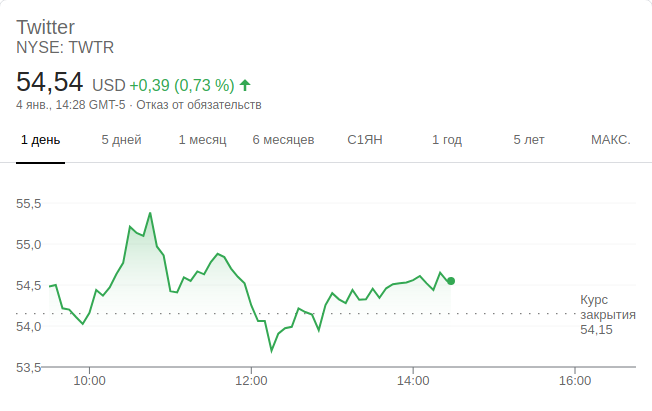 Twitter
NYSE: TWTR
54,54 USD +0,39 (0,73 %)
4 янв., 14:28 GMT-5 · Отказ от обязательств
1 день 5 дней 1 месяц 6 месяцев С1ЯН 1 год 5 лет МАКС.
55,5
55,0
54,5
54,0
53,5
Курс
закрытия
54,15
10:00 12:00 14:00 16:00